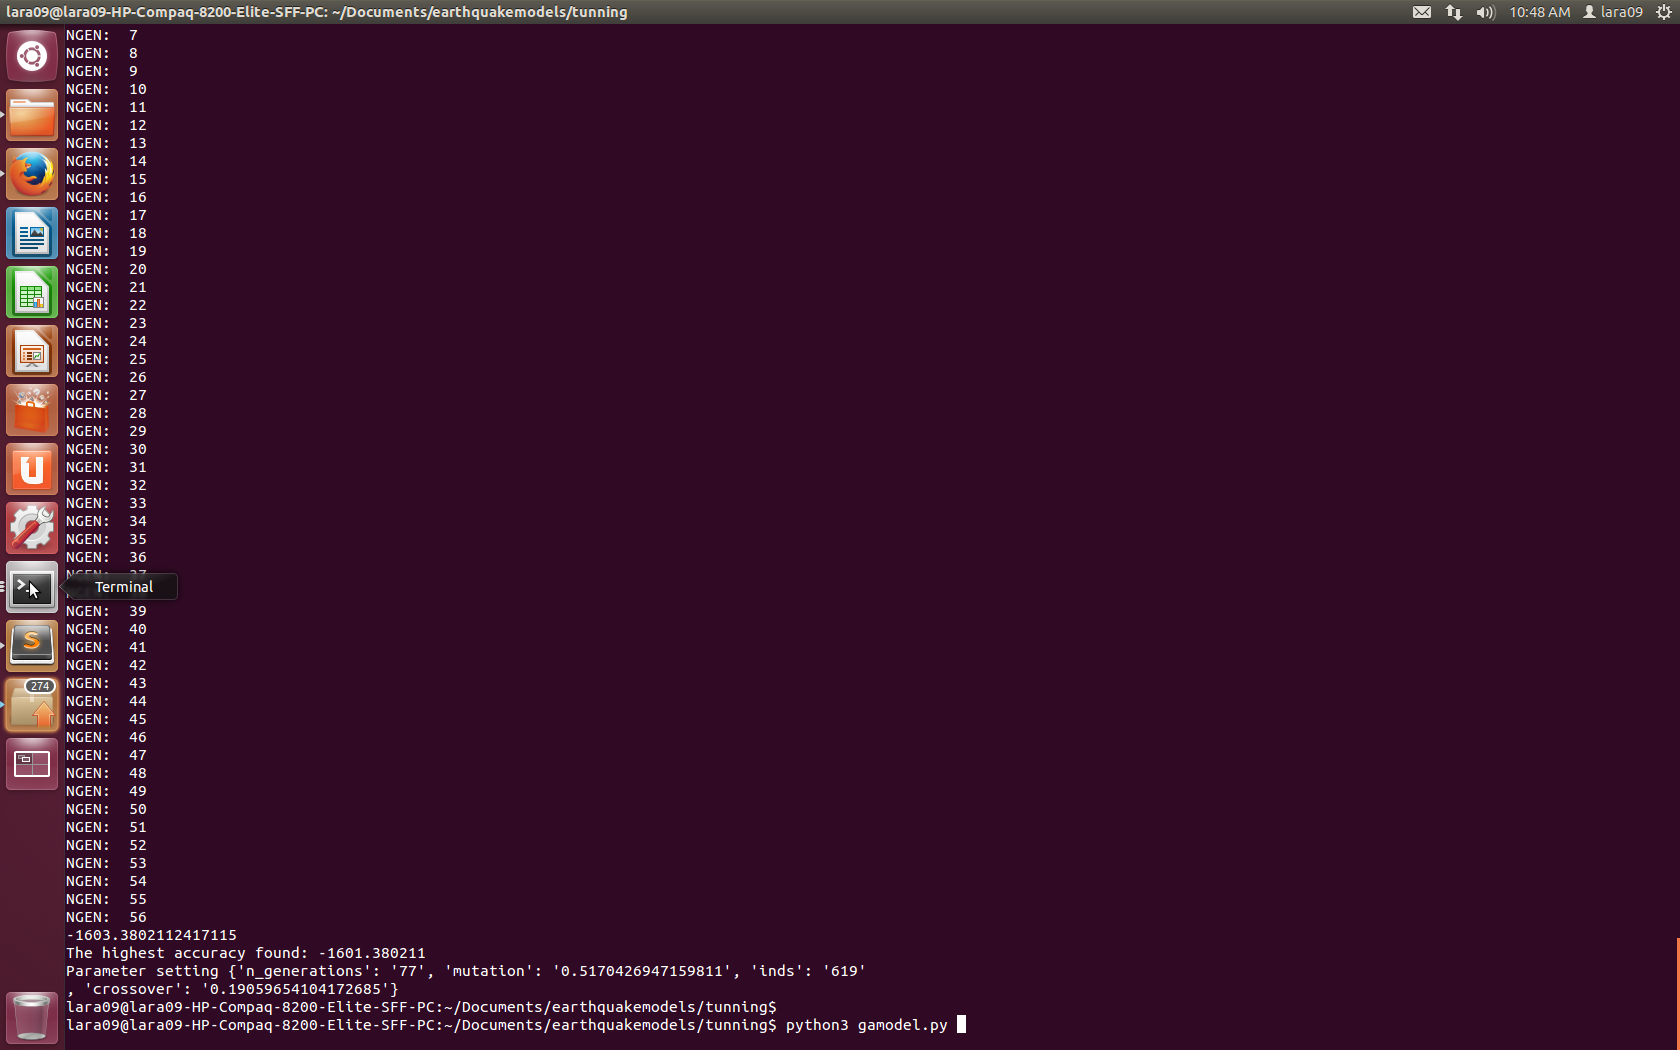 lara09@lara09-HP-Compaq-8200-Elite-SFF-PC: ~/Documents/earthquakemodels/tunning
10:48 AM lara09
NGEN: 7
NGEN: 8
NGEN: 9
NGEN: 10
NGEN: 11
NGEN: 12
NGEN: 13
NGEN: 14
NGEN: 15
NGEN: 16
NGEN: 17
NGEN: 18
NGEN: 19
NGEN: 20
NGEN: 21
NGEN: 22
NGEN: 23
NGEN: 24
NGEN: 25
NGEN: 26
NGEN: 27
NGEN: 28
NGEN: 29
NGEN: 30
NGEN: 31
NGEN: 32
NGEN: 33
NGEN: 34
NGEN: 35
NGEN: 36
Terminal
NGEN: 39
NGEN: 40
NGEN: 41
NGEN: 42
NGEN: 43
274
NGEN: 44
NGEN: 45
NGEN: 46
NGEN: 47
NGEN: 48
NGEN: 49
NGEN: 50
NGEN: 51
NGEN: 52
NGEN: 53
NGEN: 54
NGEN: 55
NGEN: 56
-1603.3802112417115
The highest accuracy found: -1601.380211
Parameter setting {'n_generations': '77', 'mutation': '0.5170426947159811', 'inds': '619'
, 'crossover': '0.19059654104172685'}
lara09@lara09-HP-Compaq-8200-Elite-SFF-PC:~/Documents/earthquakemodels/tunning$
lara09@lara09-HP-Compaq-8200-Elite-SFF-PC:~/Documents/earthquakemodels/tunning$ python3 gamodel.py